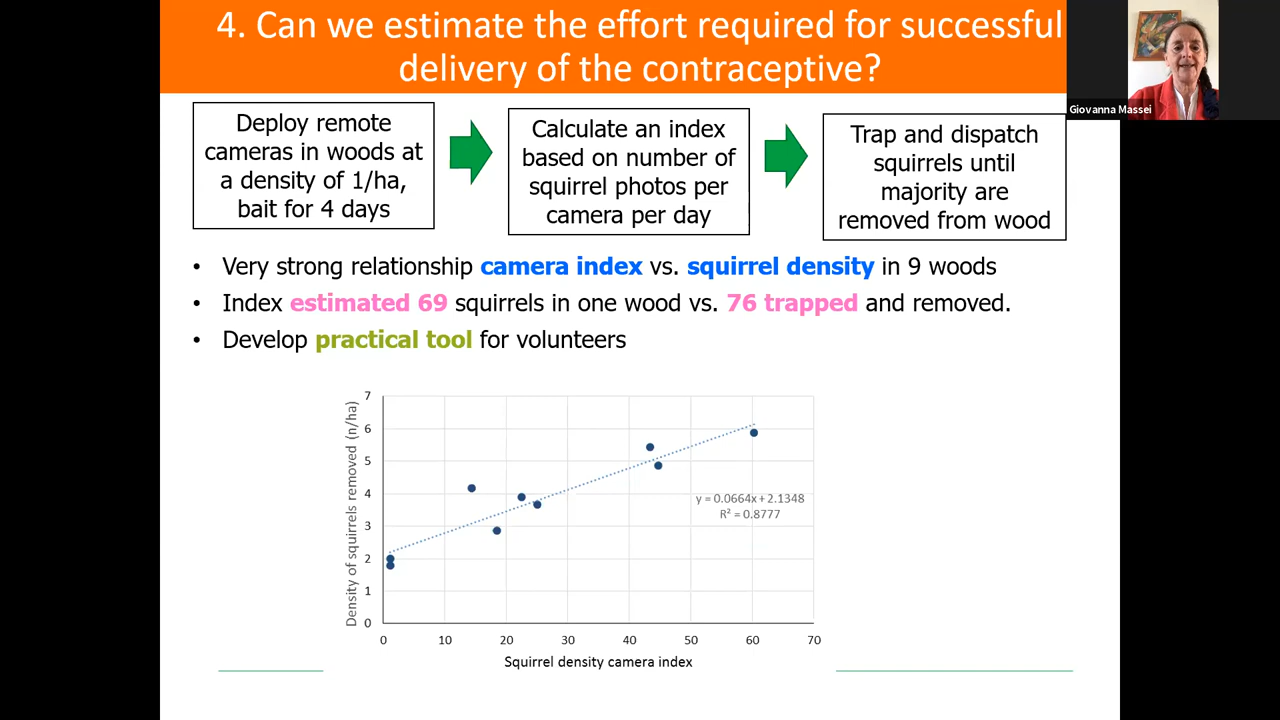 4. Can we estimate the effort required for successful
delivery of the contraceptive?
Giovanna Massei
Deploy remote
cameras in woods at
a density of 1/ha,
bait for 4 days
Calculate an index
based on number of
squirrel photos per
camera per day
Trap and dispatch
squirrels until
majority are
removed from wood
• Very strong relationship camera index vs. squirrel density in 9 woods
• Index estimated 69 squirrels in one wood vs. 76 trapped and removed.
• Develop practical tool for volunteers
Density of squirrels removed (n/ha)
7
6
5
4
3
2
1
0
y = 0.0664x + 2.1348
R² = 0.8777
0 10 20 30 40 50 60 70
Squirrel density camera index